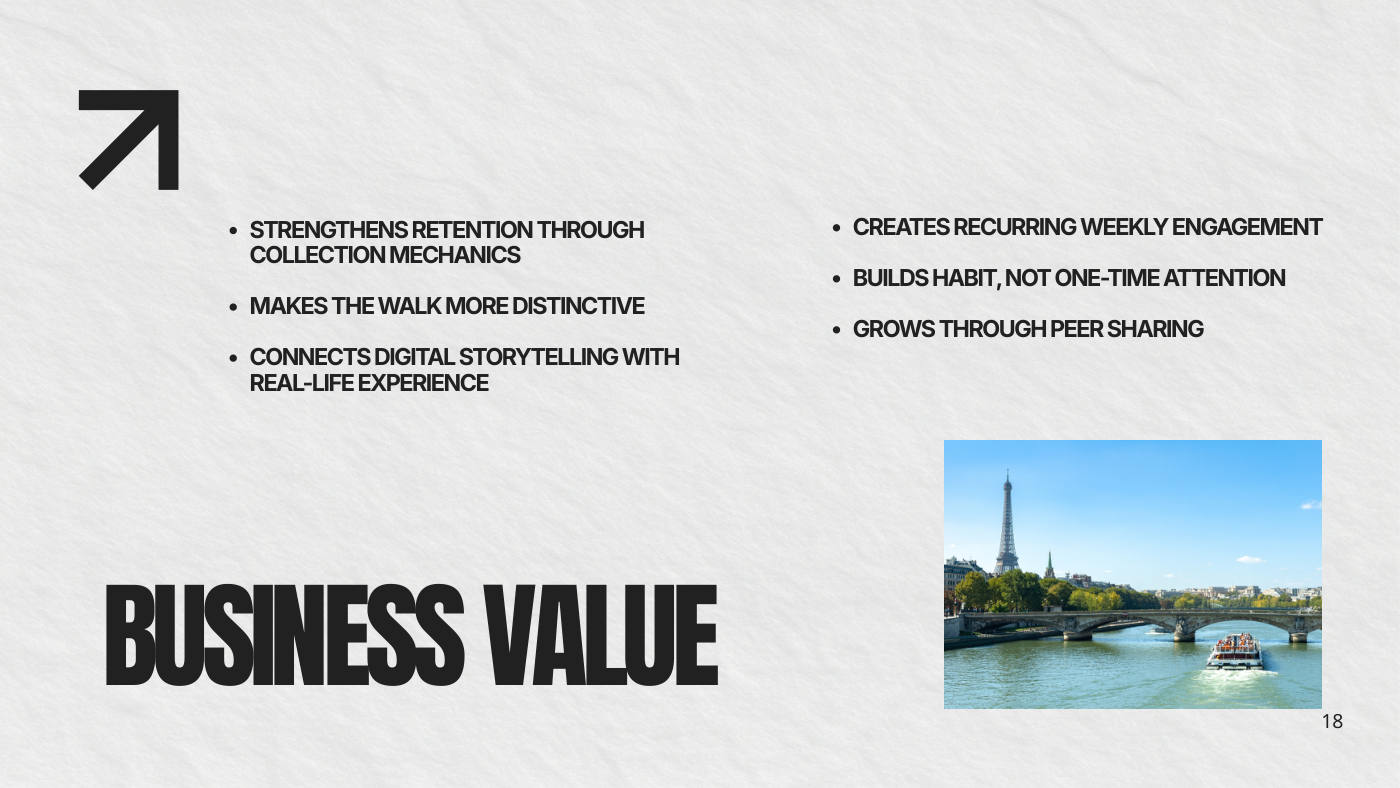 • STRENGTHENS RETENTION THROUGH
COLLECTION MECHANICS
• MAKES THE WALK MORE DISTINCTIVE
• CONNECTS DIGITAL STORYTELLING WITH
REAL-LIFE EXPERIENCE
• CREATES RECURRING WEEKLY ENGAGEMENT
• BUILDS HABIT, NOT ONE-TIME ATTENTION
• GROWS THROUGH PEER SHARING
BUSINESS VALUE
18